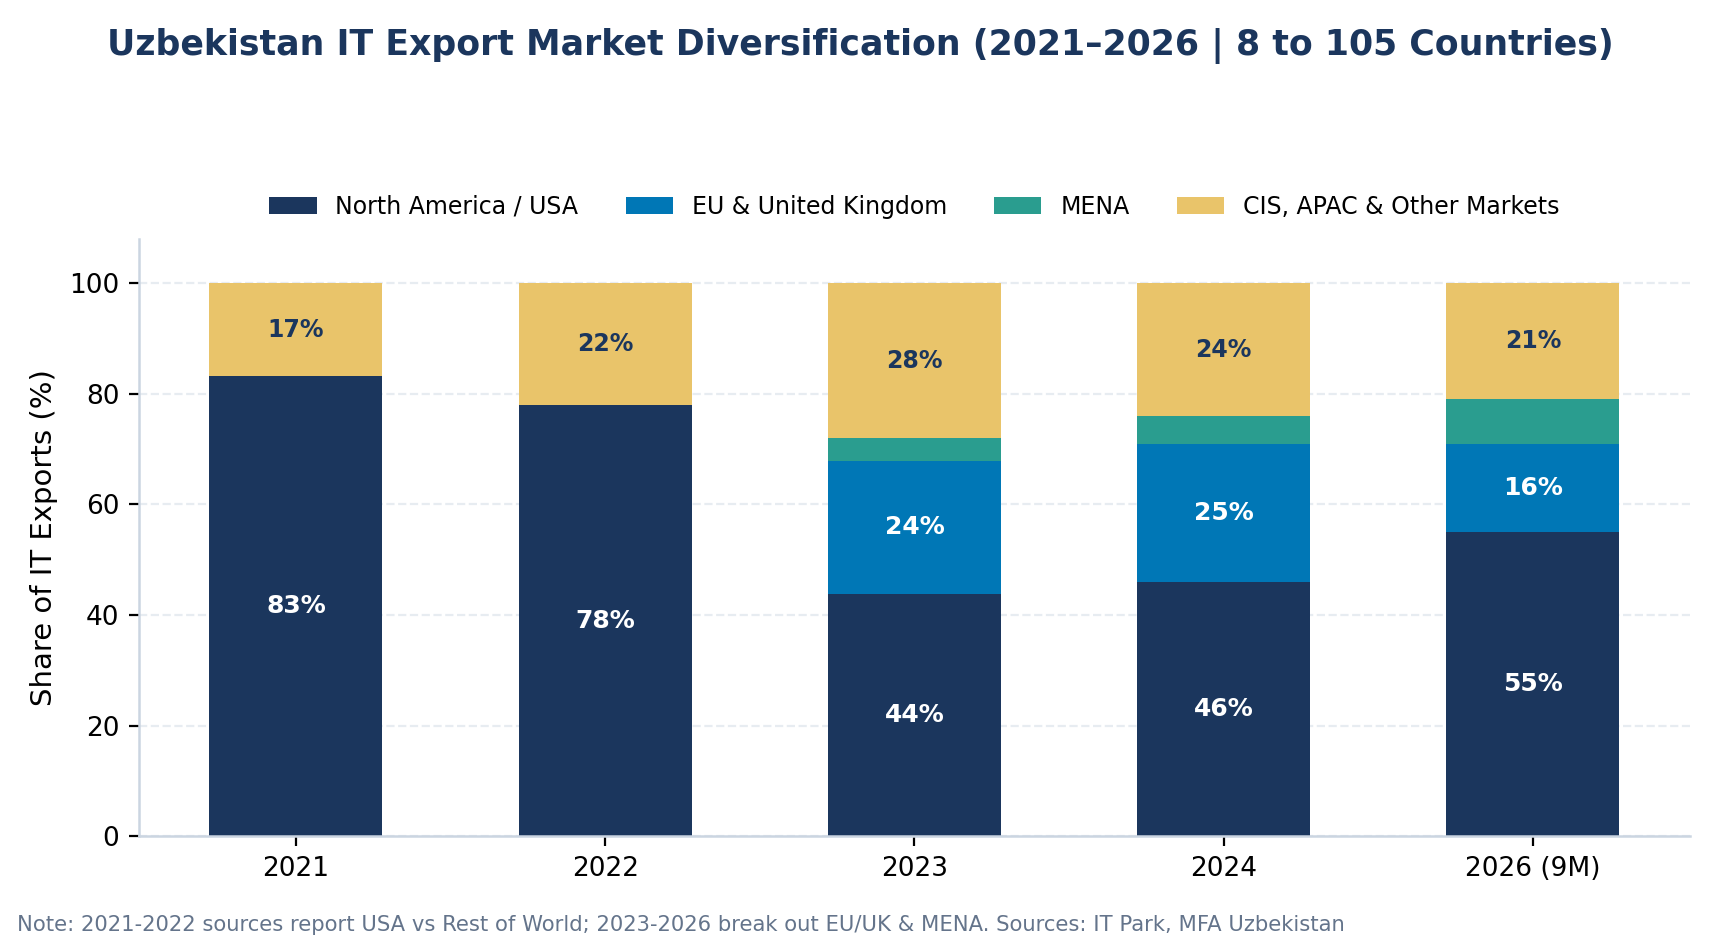 Uzbekistan IT Export Market Diversification (2021–2026 | 8 to 105 Countries)
North America / USA
EU & United Kingdom
MENA
CIS, APAC & Other Markets
Share of IT Exports (%)
100
80
60
40
20
0
17%
83%
22%
78%
28%
24%
44%
24%
25%
46%
21%
16%
55%
2021
2022
2023
2024
2026 (9M)
Note: 2021-2022 sources report USA vs Rest of World; 2023-2026 break out EU/UK & MENA. Sources: IT Park, MFA Uzbekistan